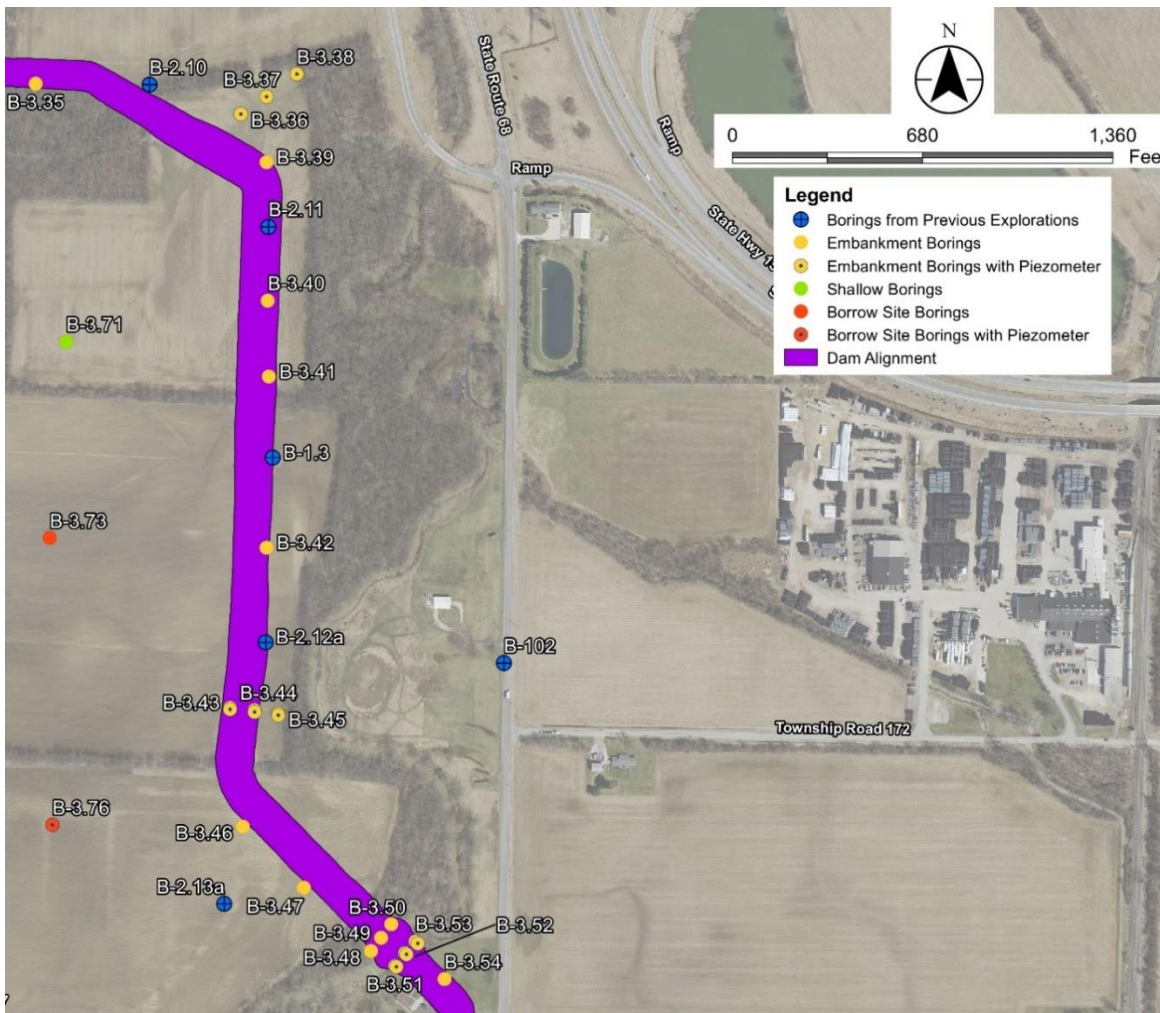 B-3.38
B-2.10
B-3.37
B-3.35
B-3.36
N
0 680 1,360
Fee
State Route 68
Ramp
Ramp
B-3.39
Legend
Borings from Previous Explorations
Embankment Borings
Embankment Borings with Piezometer
Shallow Borings
Borrow Site Borings
Borrow Site Borings with Piezometer
Dam Alignment
State Hwy 15
B-2.11
B-3.40
B-3.71
B-3.41
B-1.3
B-3.73
B-3.42
B-2.12a
B-102
B-3.43
B-3.44
B-3.45
Township Road 172
B-3.76
B-3.46
B-2.13a
B-3.47
B-3.50
B-3.53
B-3.52
B-3.49
B-3.48
B-3.54
B-3.51